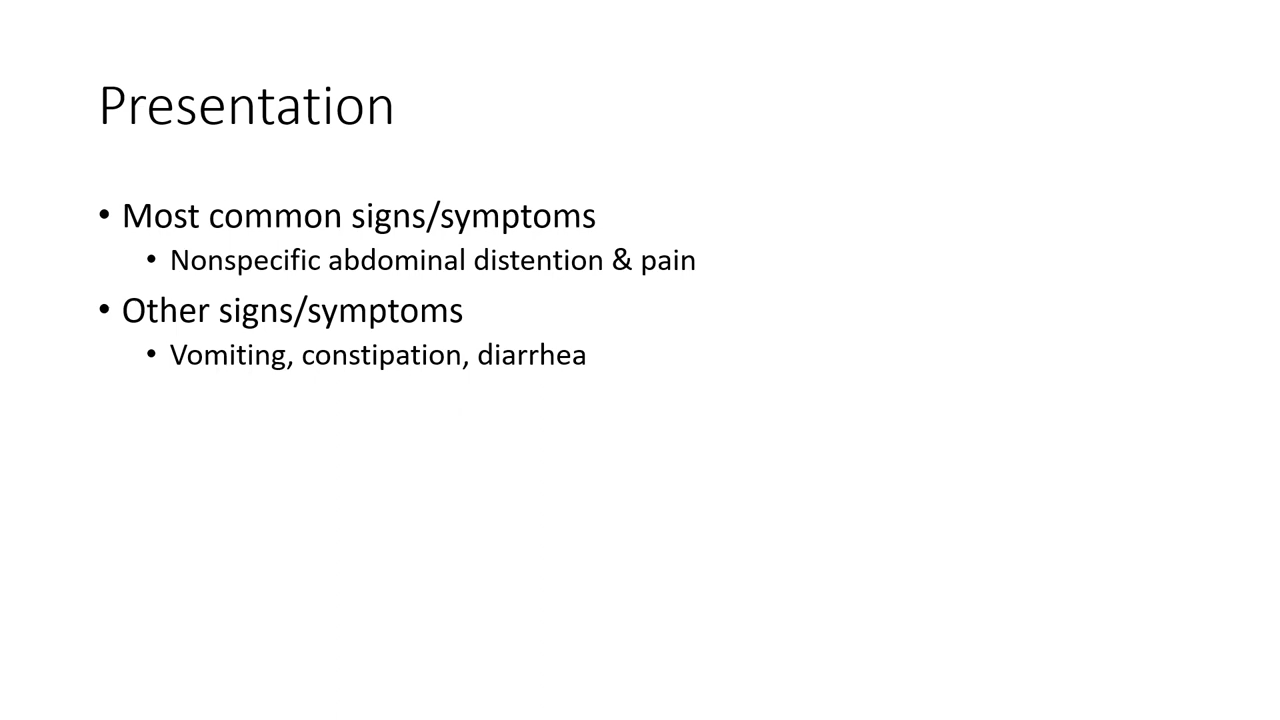 Presentation
• Most common signs/symptoms
• Nonspecific abdominal distention & pain
• Other signs/symptoms
• Vomiting, constipation, diarrhea